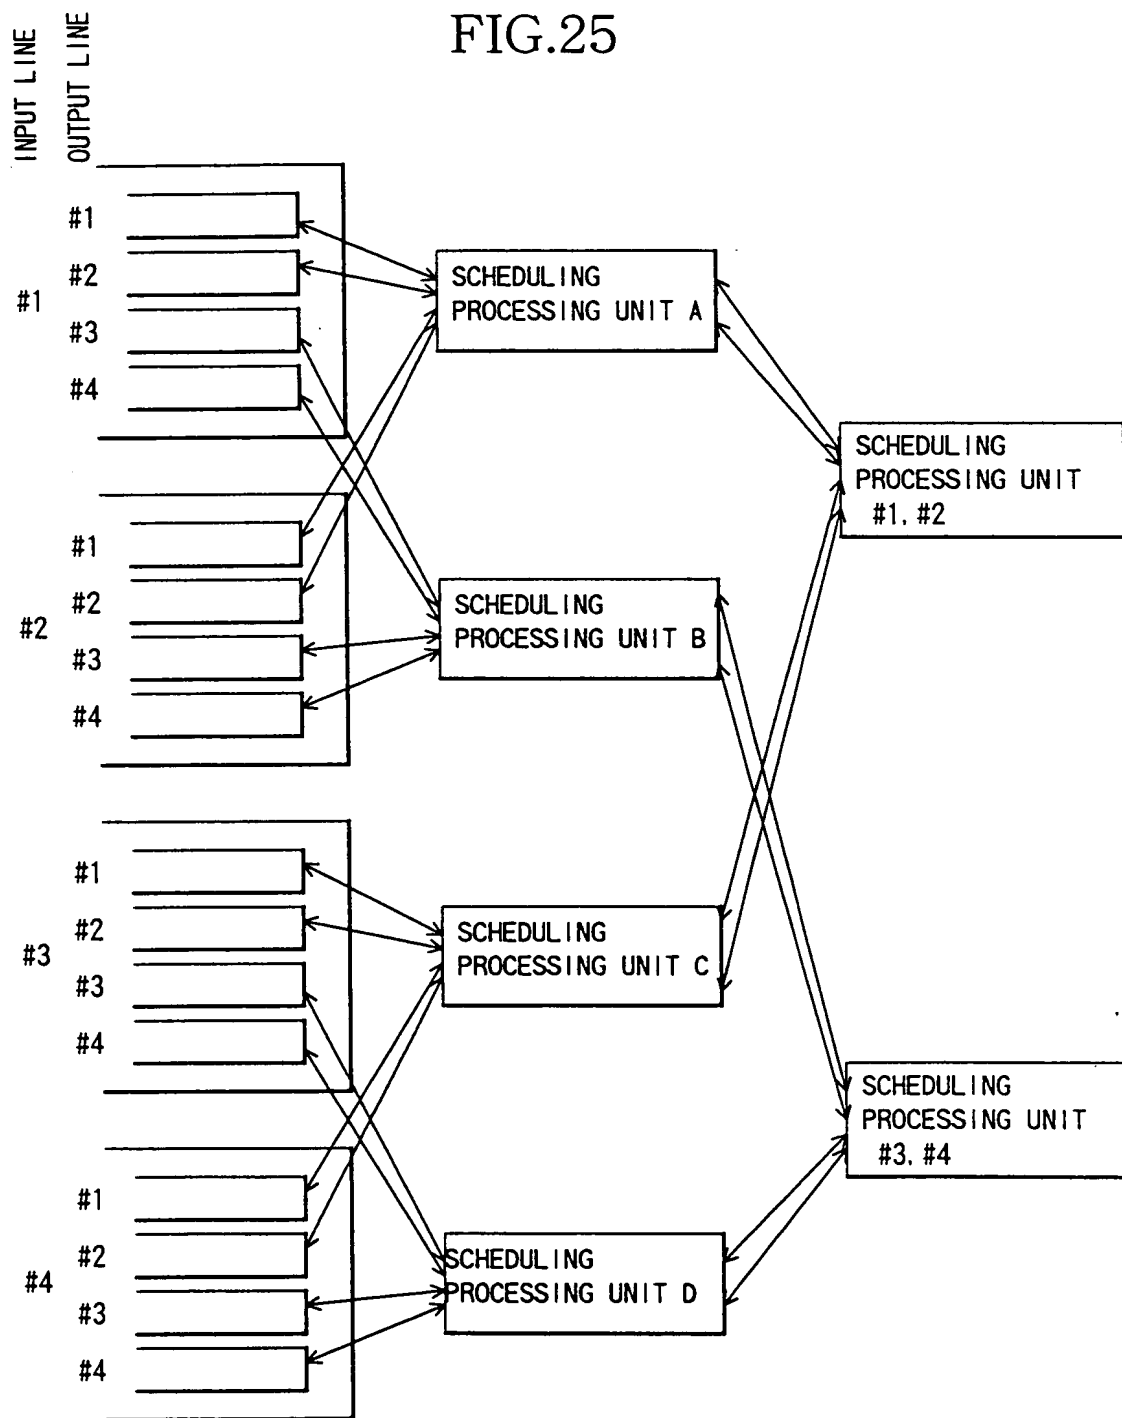 FIG.25
INPUT LINE
OUTPUT LINE
#1
#1
#2
#3
#4
#2
#1
#2
#3
#4
#3
#1
#2
#3
#4
#4
#1
#2
#3
#4
SCHEDULING
PROCESSING UNIT A
SCHEDULING
PROCESSING UNIT B
SCHEDULING
PROCESSING UNIT C
SCHEDULING
PROCESSING UNIT D
SCHEDULING
PROCESSING UNIT
#1, #2
SCHEDULING
PROCESSING UNIT
#3, #4